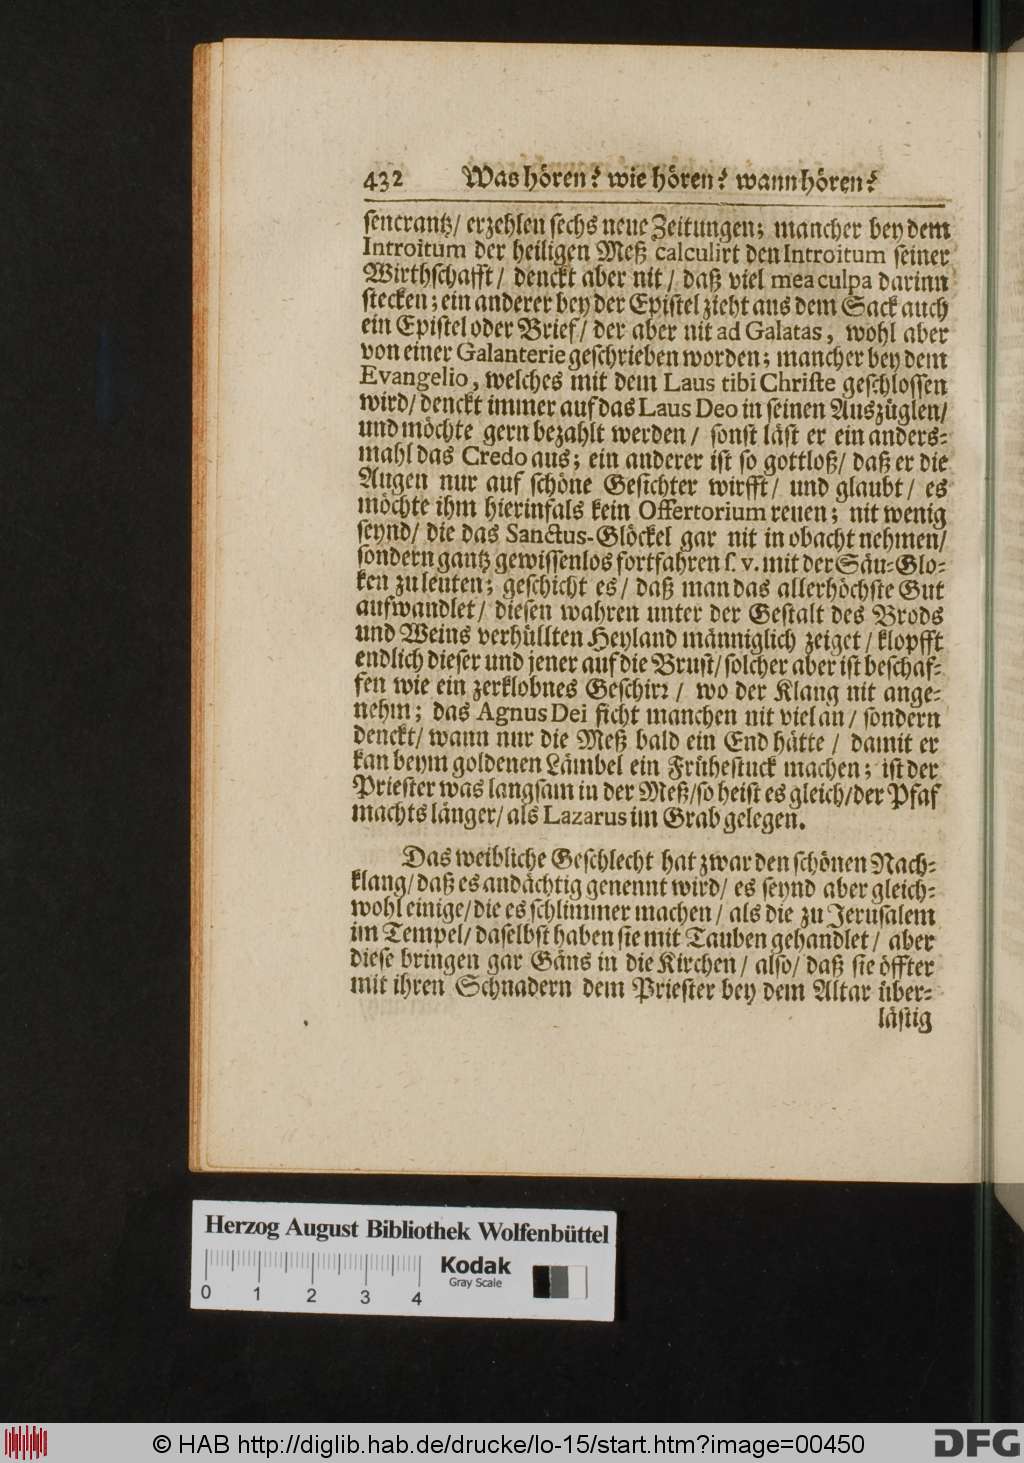 432 Was hören? wie hören? wann hören?
sencrantz/ erzehlen sechs neue Zeitungen; mancher bey dem
Introitum der heiligen Meß calculirt den Introitum seiner
Wirthschafft/ denckt aber nit/ daß viel mea culpa darinn
stecken; ein anderer bey der Epistel zieht aus dem Sack auch
ein Epistel oder Brief/ der aber nit ad Galatas, wohl aber
von einer Galanterie geschrieben worden; mancher bey dem
Evangelio, welches mit dem Laus tibi Christe geschlossen
wird/ denckt immer auf das Laus Deo in seinen Auszüglen/
und möchte gern bezahlt werden/ sonst läst er ein anders-
mahl das Credo aus; ein anderer ist so gottloß/ daß er die
Augen nur auf schöne Gesichter wirfft/ und glaubt/ es
möchte ihm hierinfals kein Offertorium reuen; nit wenig
seynd/ die das Sanctus-Glöckel gar nit in obacht nehmen/
sondern gantz gewissenlos fortfahren s. v. mit der Säu-Glo-
ken zu leuten; geschicht es/ daß man das allerhöchste Gut
aufwandlet/ diesen wahren unter der Gestalt des Brods
und Weins verhüllten Heyland männiglich zeiget/ klopfft
endlich dieser und jener auf die Brust/ solcher aber ist beschaf-
fen wie ein zerklobnes Geschirr/ wo der Klang nit ange-
nehm; das Agnus Dei ficht manchen nit viel an/ sondern
denckt/ wann nur die Meß bald ein End hätte/ damit er
kan beym goldenen Lämbel ein Frühestuck machen; ist der
Priester was langsam in der Meß/ so heist es gleich/ der Pfaf
machts länger/ als Lazarus im Grab gelegen.
Das weibliche Geschlecht hat zwar den schönen Nach-
klang/ daß es andächtig genennt wird/ es seynd aber gleich-
wohl einige/ die es schlimmer machen/ als die zu Jerusalem
im Tempel/ daselbst haben sie mit Tauben gehandlet/ aber
diese bringen gar Gäns in die Kirchen/ also/ daß sie öffter
mit ihren Schnadern dem Priester bey dem Altar über-
lästig
Herzog August Bibliothek Wolfenbüttel
Kodak
Gray Scale
0 1 2 3 4
© HAB http://diglib.hab.de/drucke/lo-15/start.htm?image=00450
DFG